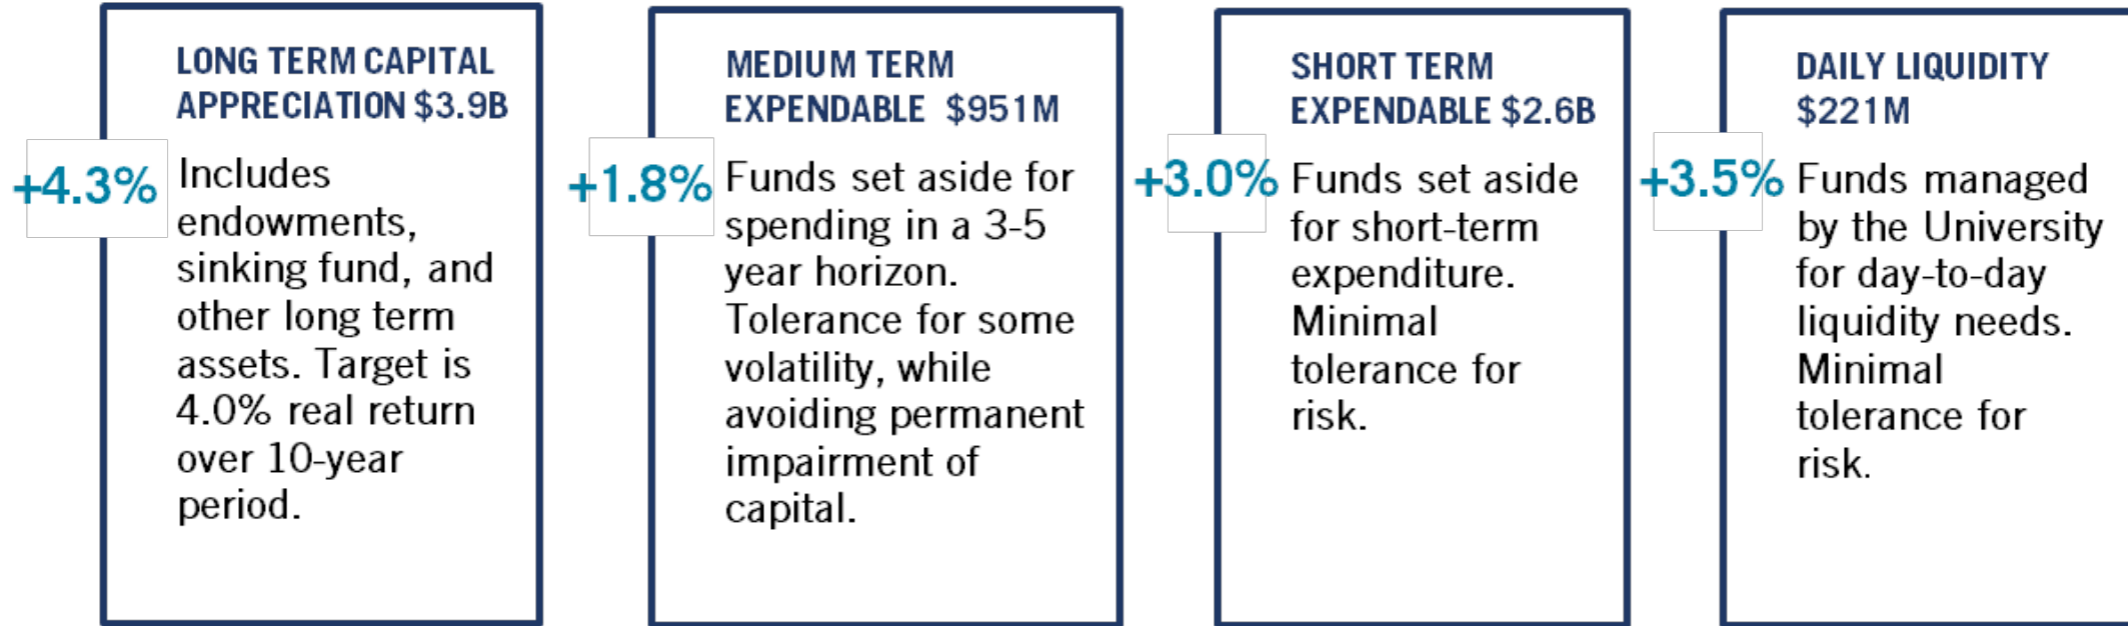 LONG TERM CAPITAL
APPRECIATION $3.9B
+4.3%
Includes
endowments,
sinking fund, and
other long term
assets. Target is
4.0% real return
over 10-year
period.
MEDIUM TERM
EXPENDABLE $951M
+1.8%
Funds set aside for
spending in a 3-5
year horizon.
Tolerance for some
volatility, while
avoiding permanent
impairment of
capital.
SHORT TERM
EXPENDABLE $2.6B
+3.0%
Funds set aside
for short-term
expenditure.
Minimal
tolerance for
risk.
DAILY LIQUIDITY
$221M
+3.5%
Funds managed
by the University
for day-to-day
liquidity needs.
Minimal
tolerance for
risk.